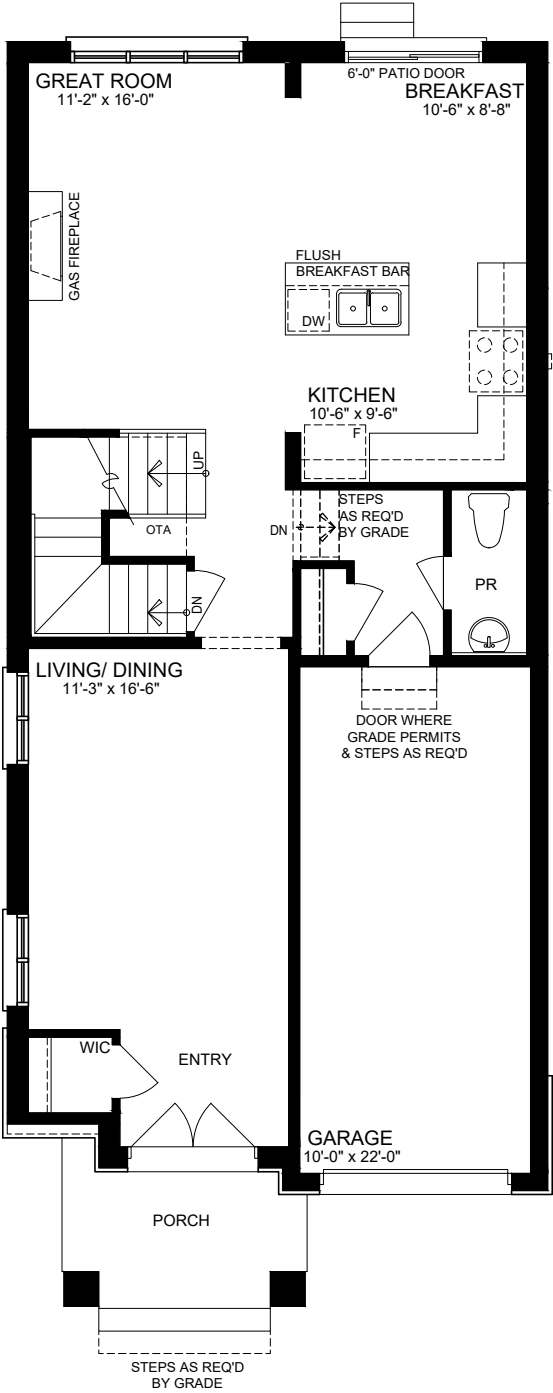 GREAT ROOM
11'-2" x 16'-0"
6'-0" PATIO DOOR
BREAKFAST
10'-6" x 8'-8"
GAS FIREPLACE
FLUSH
BREAKFAST BAR
DW
KITCHEN
10'-6" x 9'-6"
F
UP
OTA
DN
STEPS
AS REQ'D
BY GRADE
DN
PR
LIVING/ DINING
11'-3" x 16'-6"
DOOR WHERE
GRADE PERMITS
& STEPS AS REQ'D
WIC
ENTRY
GARAGE
10'-0" x 22'-0"
PORCH
STEPS AS REQ'D
BY GRADE